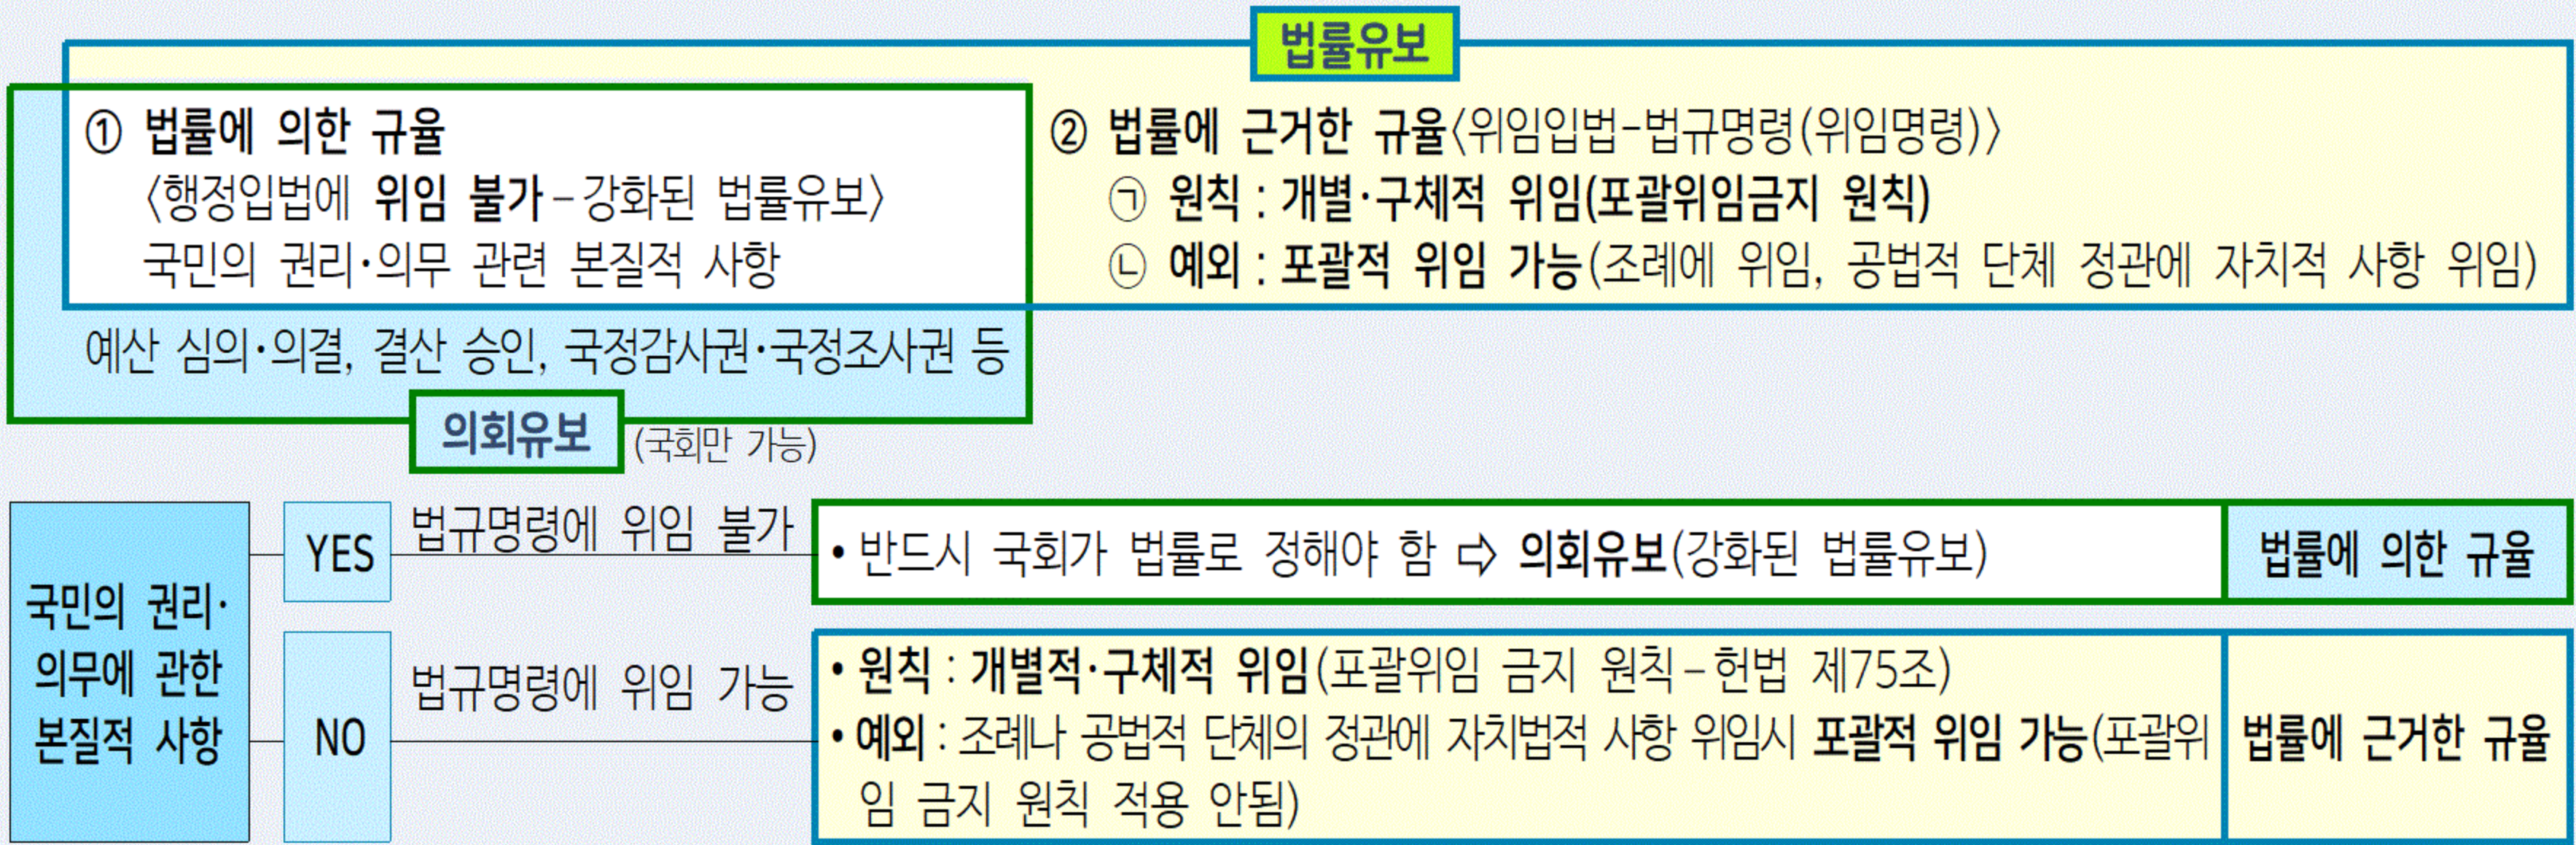 법률유보
① 법률에 의한 규율
〈행정입법에 위임 불가-강화된 법률유보〉
국민의 권리·의무 관련 본질적 사항
② 법률에 근거한 규율〈위임입법-법규명령(위임명령)〉
㉠ 원칙 : 개별·구체적 위임(포괄위임금지 원칙)
㉡ 예외 : 포괄적 위임 가능(조례에 위임, 공법적 단체 정관에 자치적 사항 위임)
예산 심의·의결, 결산 승인, 국정감사권·국정조사권 등
의회유보 (국회만 가능)
국민의 권리·
의무에 관한
본질적 사항
YES
법규명령에 위임 불가
• 반드시 국회가 법률로 정해야 함 ⇨ 의회유보(강화된 법률유보)
법률에 의한 규율
NO
법규명령에 위임 가능
• 원칙 : 개별적·구체적 위임(포괄위임 금지 원칙–헌법 제75조)
• 예외 : 조례나 공법적 단체의 정관에 자치법적 사항 위임시 포괄적 위임 가능(포괄위
임 금지 원칙 적용 안됨)
법률에 근거한 규율